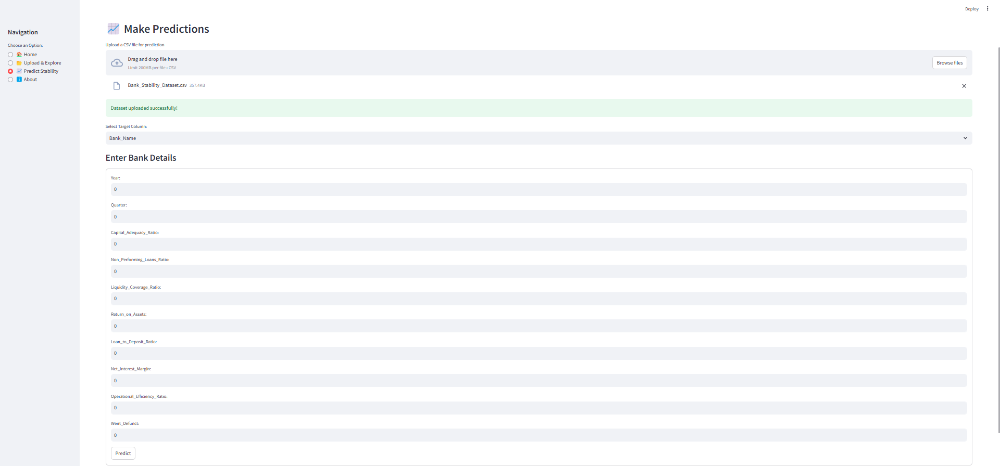 Deploy
Navigation
Choose an Option:
Home
Upload & Explore
Predict Stability
About
Make Predictions
Upload a CSV file for prediction
Drag and drop file here
Limit 200MB per file • CSV
Browse files
Bank_Stability_Dataset.csv 357.4KB
Dataset uploaded successfully!
Select Target Column:
Bank_Name
Enter Bank Details
Year:
0
Quarter:
0
Capital_Adequacy_Ratio:
0
Non_Performing_Loans_Ratio:
0
Liquidity_Coverage_Ratio:
0
Return_on_Assets:
0
Loan_to_Deposit_Ratio:
0
Net_Interest_Margin:
0
Operational_Efficiency_Ratio:
0
Went_Defunct:
0
Predict